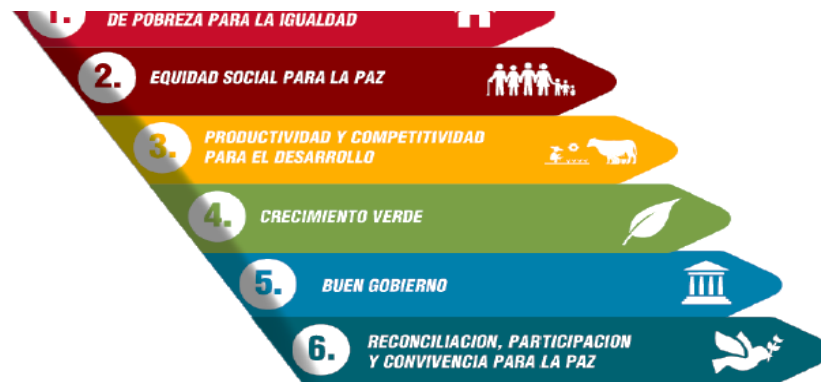 1.
DE POBREZA PARA LA IGUALDAD
2.
EQUIDAD SOCIAL PARA LA PAZ
3.
PRODUCTIVIDAD Y COMPETITIVIDAD
PARA EL DESARROLLO
4.
CRECIMIENTO VERDE
5.
BUEN GOBIERNO
6.
RECONCILIACION, PARTICIPACION
Y CONVIVENCIA PARA LA PAZ